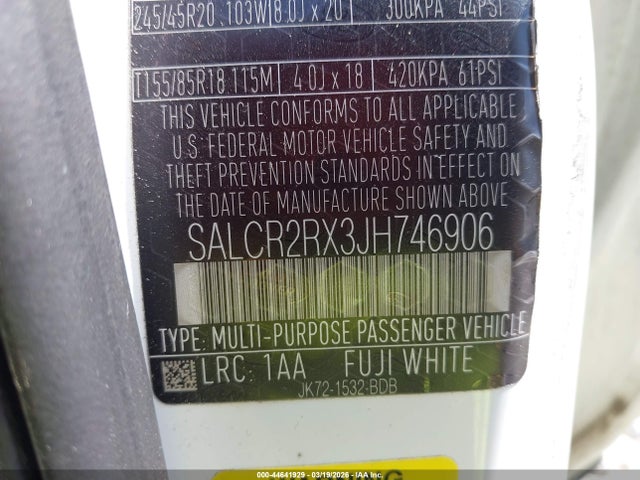 245/45R20 103W 8.0J x 20 300KPA 44PSI
T155/85R18 115M 4.0J x 18 420KPA 61PSI
THIS VEHICLE CONFORMS TO ALL APPLICABLE
U.S. FEDERAL MOTOR VEHICLE SAFETY AND
THEFT PREVENTION STANDARDS IN EFFECT ON
THE DATE OF MANUFACTURE SHOWN ABOVE
SALCR2RX3JH746906
TYPE: MULTI-PURPOSE PASSENGER VEHICLE
LRC: 1AA FUJI WHITE
JK72-1532-BDB
000-44641929 - 03/19/2026 - IAAI.COM